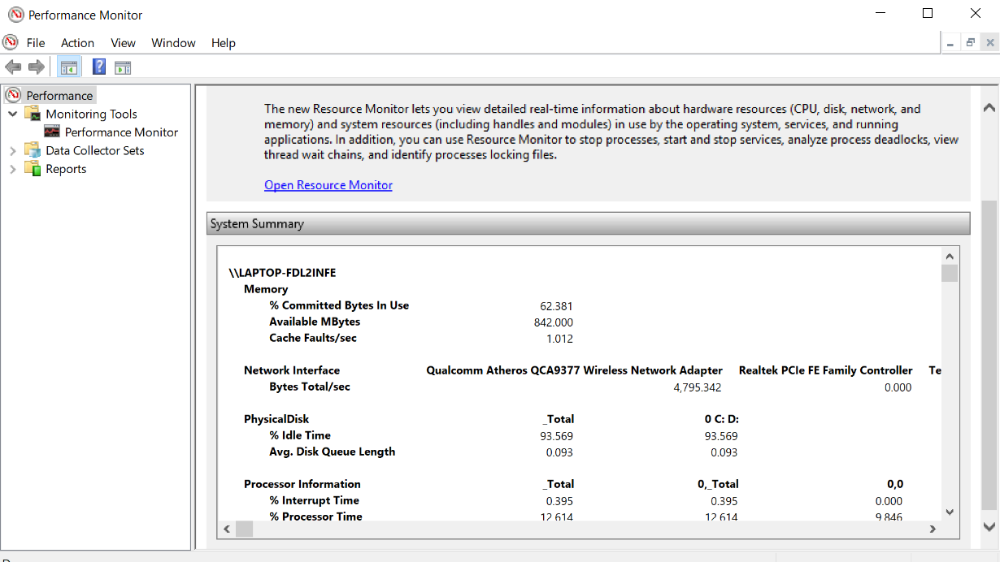 Performance Monitor
File Action View Window Help
Performance
Monitoring Tools
Performance Monitor
Data Collector Sets
Reports
The new Resource Monitor lets you view detailed real-time information about hardware resources (CPU, disk, network, and
memory) and system resources (including handles and modules) in use by the operating system, services, and running
applications. In addition, you can use Resource Monitor to stop processes, start and stop services, analyze process deadlocks, view
thread wait chains, and identify processes locking files.
Open Resource Monitor
System Summary
\\LAPTOP-FDL2INFE
Memory
% Committed Bytes In Use 62.381
Available MBytes 842.000
Cache Faults/sec 1.012
Network Interface Qualcomm Atheros QCA9377 Wireless Network Adapter Realtek PCIe FE Family Controller Te
Bytes Total/sec 4,795.342 0.000
PhysicalDisk _Total 0 C: D:
% Idle Time 93.569 93.569
Avg. Disk Queue Length 0.093 0.093
Processor Information _Total 0,_Total 0,0
% Interrupt Time 0.395 0.395 0.000
% Processor Time 12.614 12.614 9.846